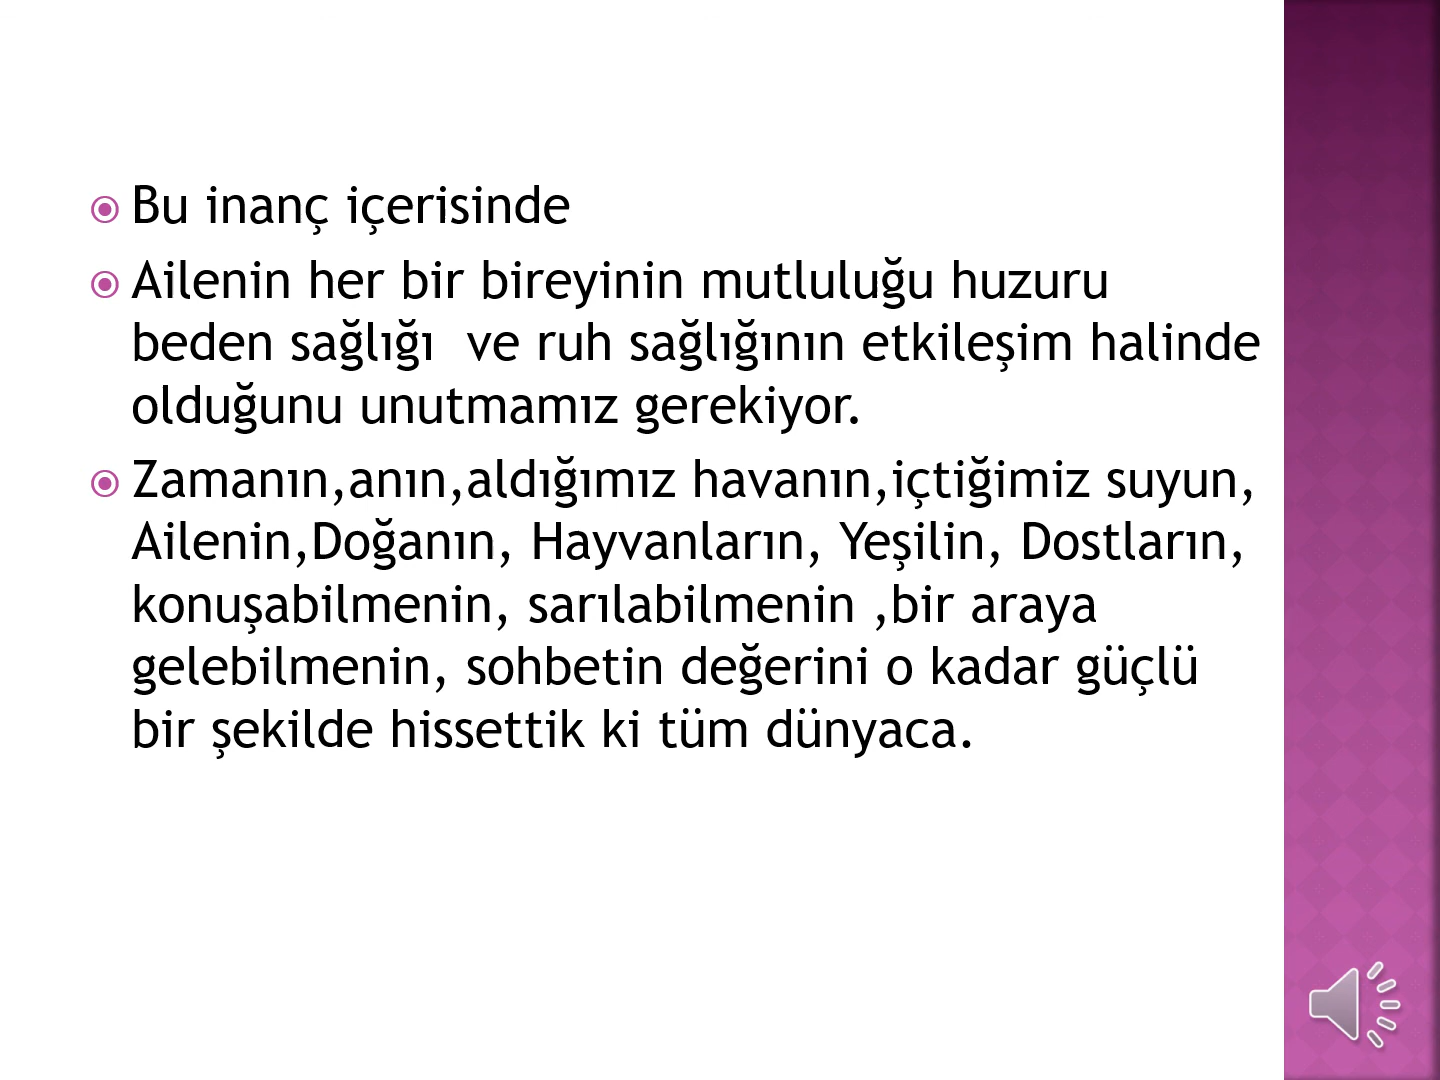 Bu inanç içerisinde
Ailenin her bir bireyinin mutluluğu huzuru
beden sağlığı  ve ruh sağlığının etkileşim halinde
olduğunu unutmamız gerekiyor.
Zamanın,anın,aldığımız havanın,içtiğimiz suyun,
Ailenin,Doğanın, Hayvanların, Yeşilin, Dostların,
konuşabilmenin, sarılabilmenin ,bir araya
gelebilmenin, sohbetin değerini o kadar güçlü
bir şekilde hissettik ki tüm dünyaca.